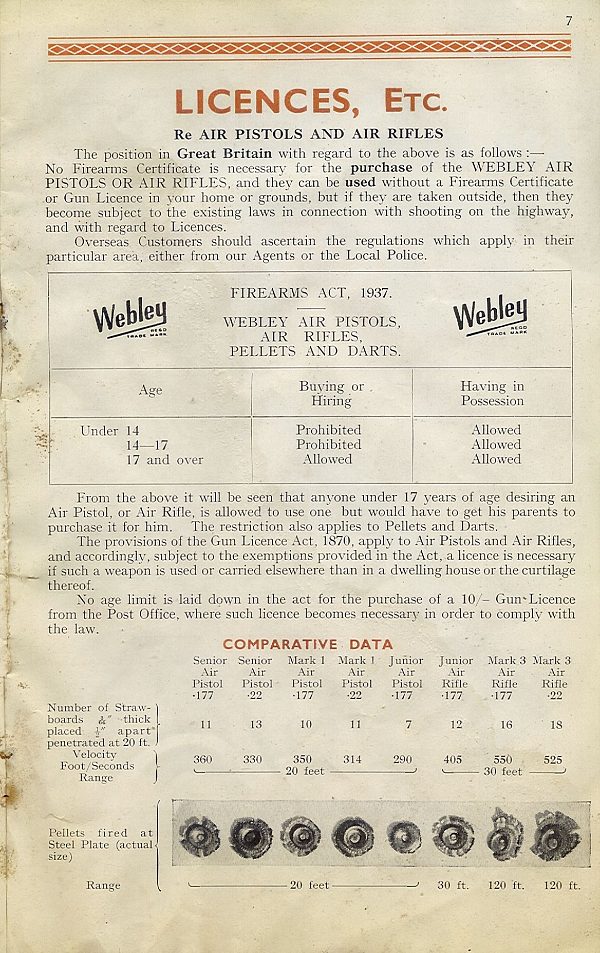 7
LICENCES, ETC.
Re AIR PISTOLS AND AIR RIFLES
The position in Great Britain with regard to the above is as follows :—
No Firearms Certificate is necessary for the purchase of the WEBLEY AIR
PISTOLS OR AIR RIFLES, and they can be used without a Firearms Certificate
or Gun Licence in your home or grounds, but if they are taken outside, then they
become subject to the existing laws in connection with shooting on the highway,
and with regard to Licences.
Overseas Customers should ascertain the regulations which apply in their
particular area, either from our Agents or the Local Police.
Webley
REGD
TRADE MARK
FIREARMS ACT, 1937.
WEBLEY AIR PISTOLS,
AIR RIFLES,
PELLETS AND DARTS.
Webley
REGD
TRADE MARK
Age Buying or Hiring Having in Possession
Under 14 Prohibited Allowed
14—17 Prohibited Allowed
17 and over Allowed Allowed
From the above it will be seen that anyone under 17 years of age desiring an
Air Pistol, or Air Rifle, is allowed to use one but would have to get his parents to
purchase it for him. The restriction also applies to Pellets and Darts.
The provisions of the Gun Licence Act, 1870, apply to Air Pistols and Air Rifles,
and accordingly, subject to the exemptions provided in the Act, a licence is necessary
if such a weapon is used or carried elsewhere than in a dwelling house or the curtilage
thereof.
No age limit is laid down in the act for the purchase of a 10/- Gun Licence
from the Post Office, where such licence becomes necessary in order to comply with
the law.
COMPARATIVE DATA
Senior Senior Mark 1 Mark 1 Junior Junior Mark 3 Mark 3
Air Air Air Air Air Air Air Air
Pistol Pistol Pistol Pistol Pistol Rifle Rifle Rifle
·177 ·22 ·177 ·22 ·177 ·177 ·177 ·22
Number of Straw-
boards thick
placed ½" apart
penetrated at 20 ft.
11 13 10 11 7 12 16 18
Velocity
Foot/Seconds
360 330 350 314 290 405 550 525
Range
20 feet 30 feet
Pellets fired at
Steel Plate (actual
size)
Range 20 feet 30 ft. 120 ft. 120 ft.